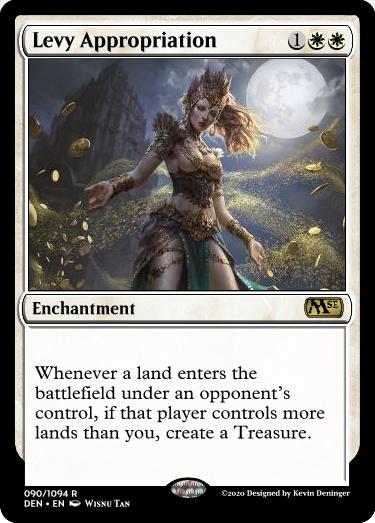 Levy Appropriation 1
Enchantment MSE
Whenever a land enters the
battlefield under an opponent's
control, if that player controls more
lands than you, create a Treasure.
090/1094 R
DEN • EN Wisnu Tan
©2020 Designed by Kevin Deninger